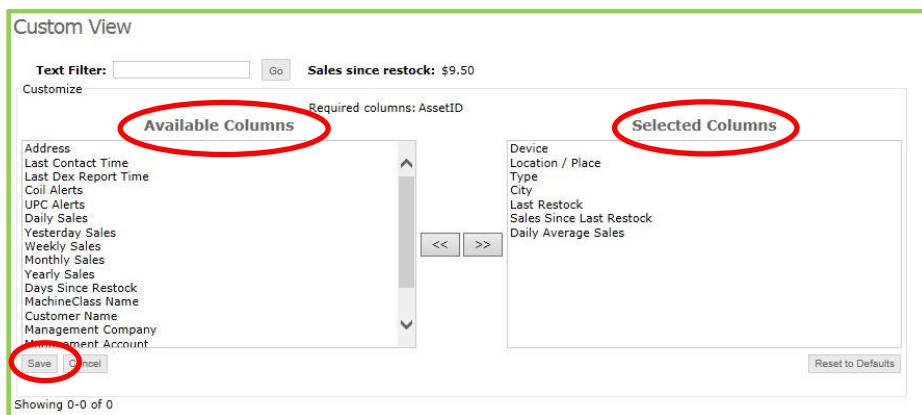 Custom View
Text Filter: Go Sales since restock: $9.50
Customize
Required columns: AssetID
Available Columns
Address
Last Contact Time
Last Dex Report Time
Coil Alerts
UPC Alerts
Daily Sales
Yesterday Sales
Weekly Sales
Monthly Sales
Yearly Sales
Days Since Restock
MachineClass Name
Customer Name
Management Company
Management Account
<< >>
Selected Columns
Device
Location / Place
Type
City
Last Restock
Sales Since Last Restock
Daily Average Sales
Save Cancel Reset to Defaults
Showing 0-0 of 0